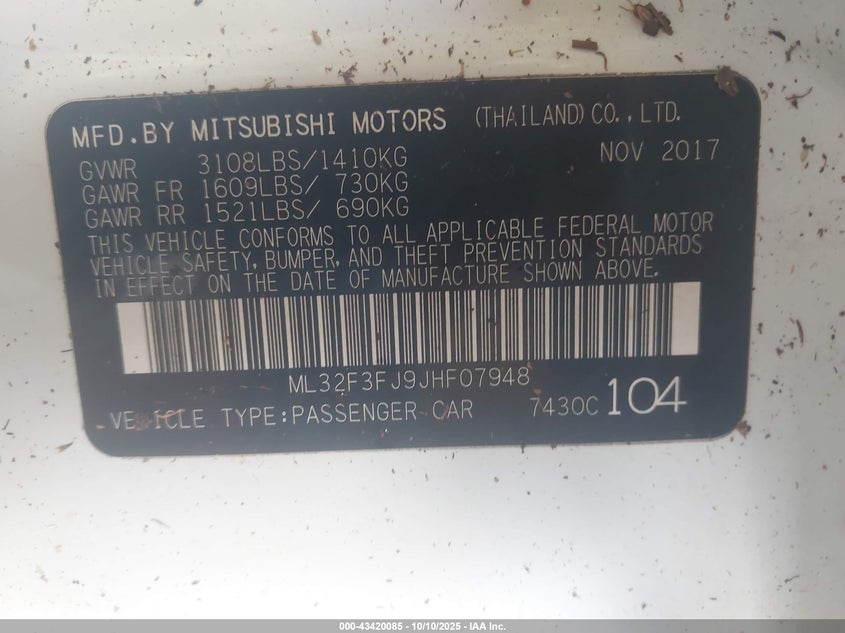 MFD.BY MITSUBISHI MOTORS (THAILAND) CO., LTD.
GVWR 3108LBS/1410KG NOV 2017
GAWR FR 1609LBS/ 730KG
GAWR RR 1521LBS/ 690KG
THIS VEHICLE CONFORMS TO ALL APPLICABLE FEDERAL MOTOR
VEHICLE SAFETY, BUMPER, AND THEFT PREVENTION STANDARDS
IN EFFECT ON THE DATE OF MANUFACTURE SHOWN ABOVE.
ML32F3FJ9JHF07948
VEHICLE TYPE:PASSENGER CAR 7430C 104
000-43420085 - 10/10/2025 - IAA Inc.